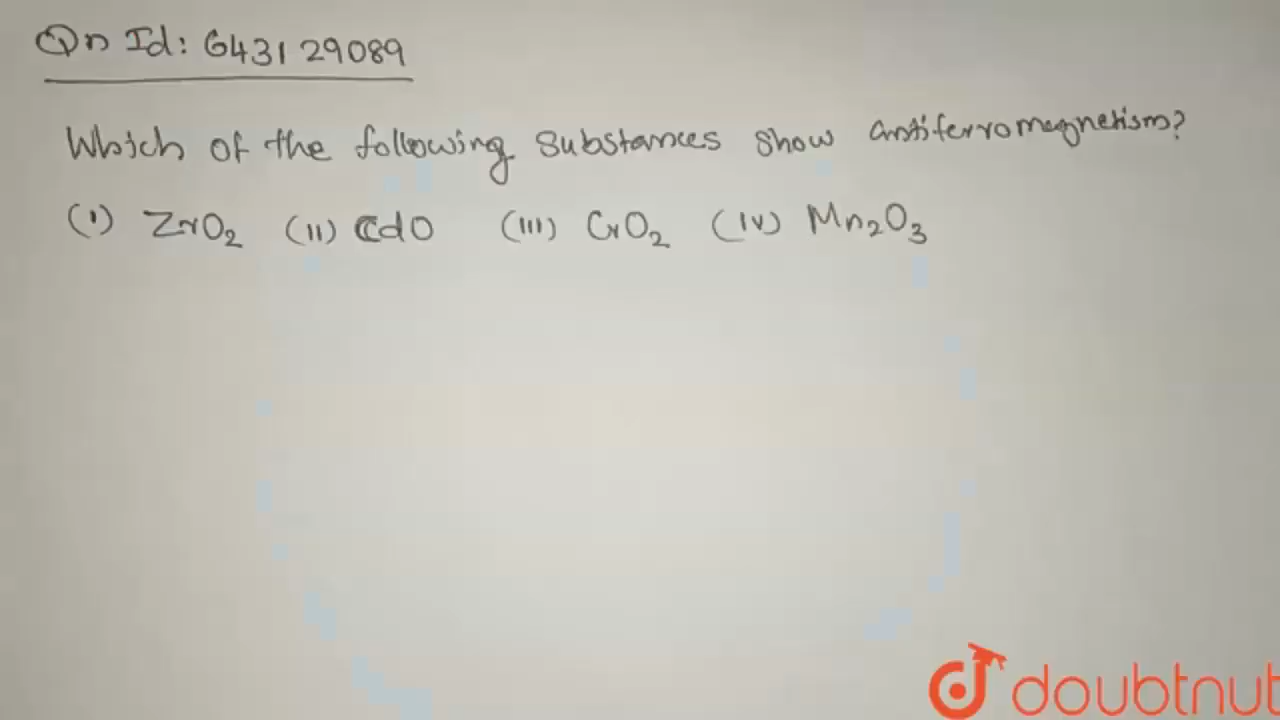 Qn Id: 643129089
Which of the following substances show antiferromagnetism?
(i) ZrO2 (ii) CdO (iii) CrO2 (iv) Mn2O3
doubtnut